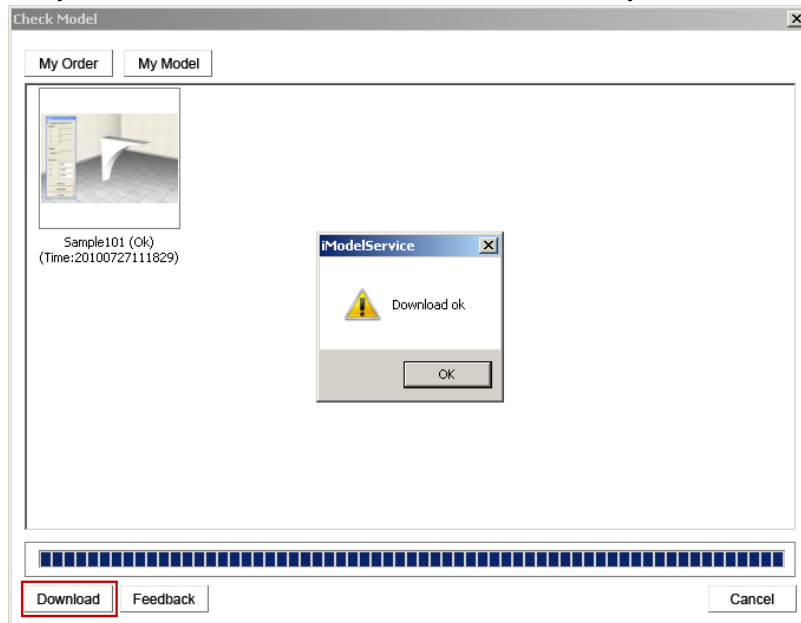 Check Model
My Order
My Model
Sample101 (Ok)
(Time:20100727111829)
iModelService
Download ok
OK
Download
Feedback
Cancel